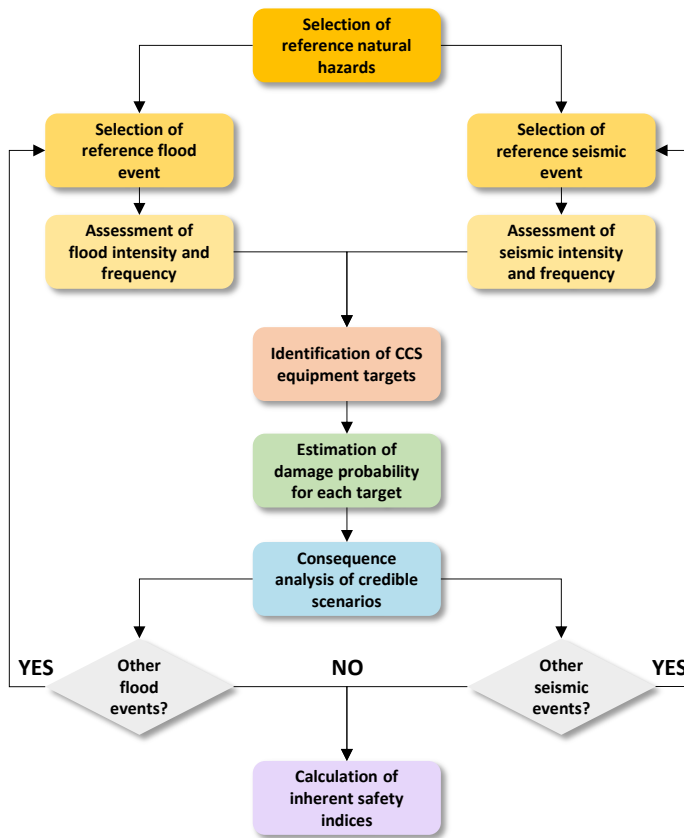 Selection of
reference natural
hazards
Selection of
reference flood
event
Selection of
reference seismic
event
Assessment of
flood intensity and
frequency
Assessment of
seismic intensity
and frequency
Identification of CCS
equipment targets
Estimation of
damage probability
for each target
Consequence
analysis of credible
scenarios
YES
Other
flood
events?
NO
Other
seismic
events?
YES
Calculation of
inherent safety
indices